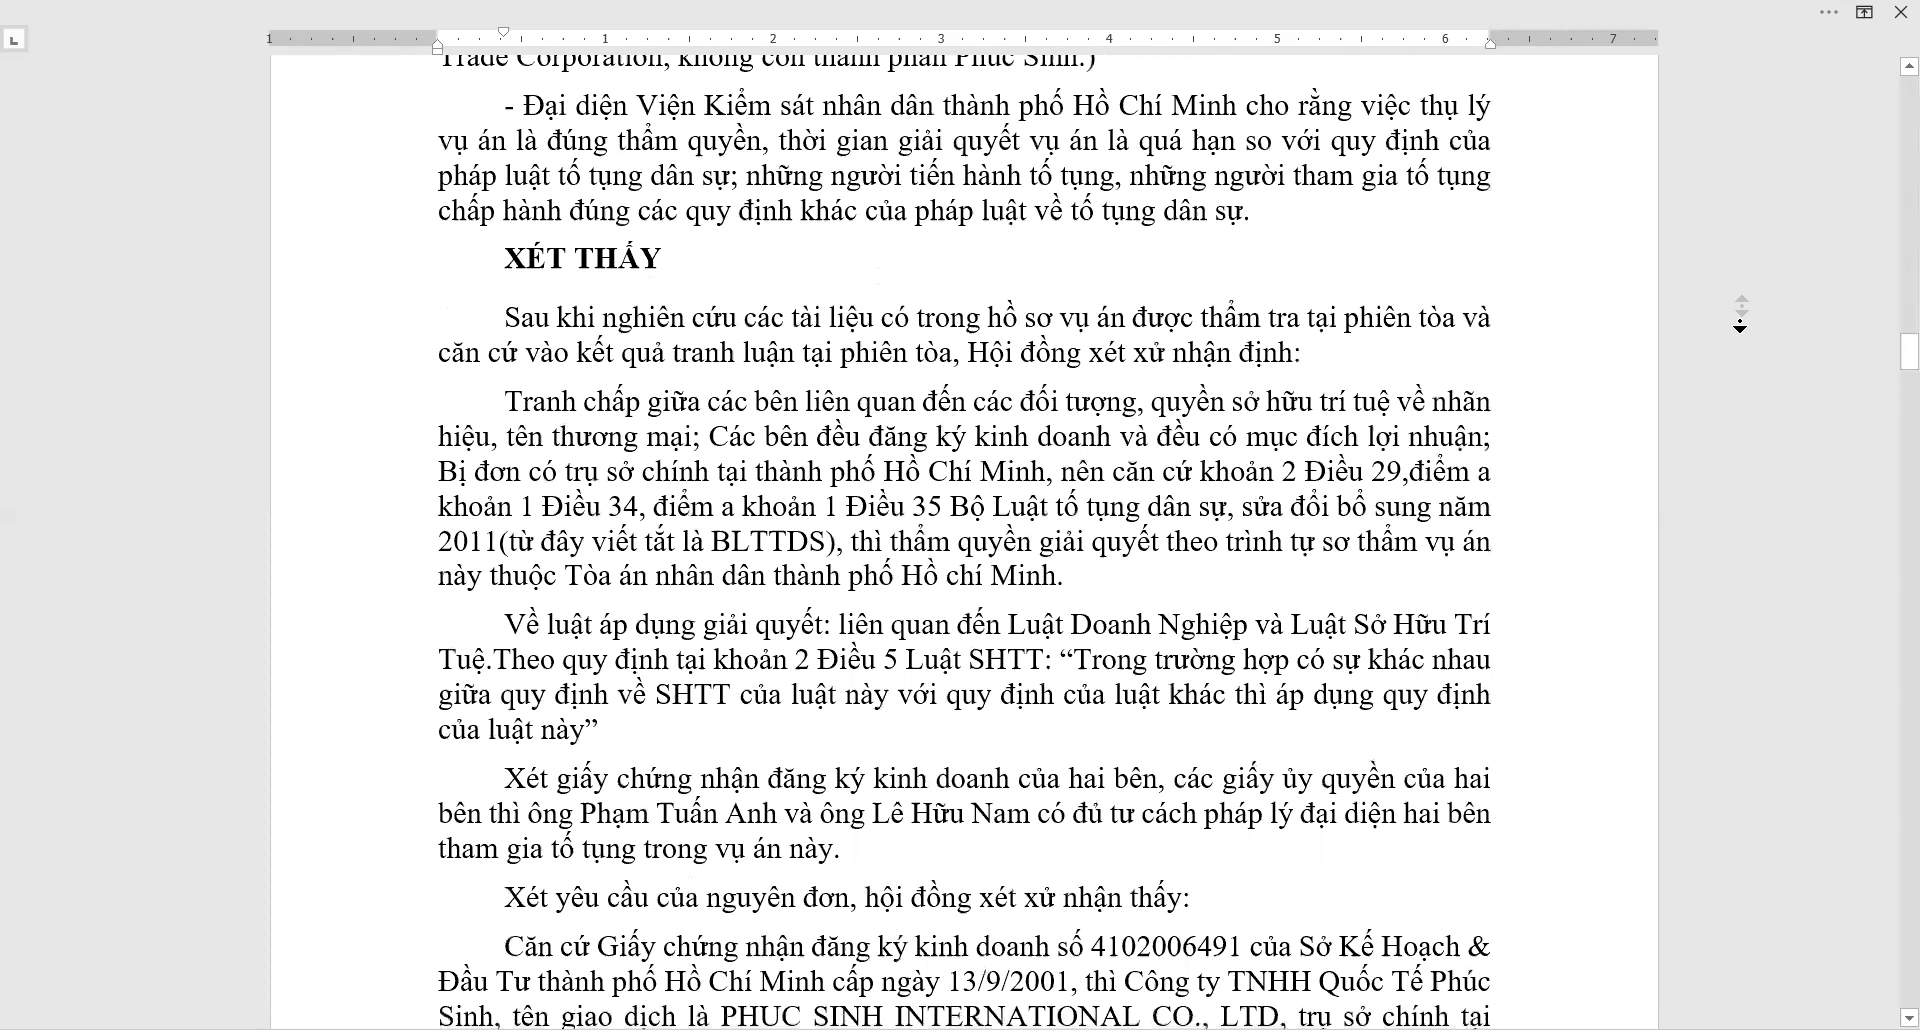 1 1 2 3 4 5 6 7
Trade Corporation, không còn thành phần Phúc Sinh.)
- Đại diện Viện Kiểm sát nhân dân thành phố Hồ Chí Minh cho rằng việc thụ lý
vụ án là đúng thẩm quyền, thời gian giải quyết vụ án là quá hạn so với quy định của
pháp luật tố tụng dân sự; những người tiến hành tố tụng, những người tham gia tố tụng
chấp hành đúng các quy định khác của pháp luật về tố tụng dân sự.
XÉT THẤY
Sau khi nghiên cứu các tài liệu có trong hồ sơ vụ án được thẩm tra tại phiên tòa và
căn cứ vào kết quả tranh luận tại phiên tòa, Hội đồng xét xử nhận định:
Tranh chấp giữa các bên liên quan đến các đối tượng, quyền sở hữu trí tuệ về nhãn
hiệu, tên thương mại; Các bên đều đăng ký kinh doanh và đều có mục đích lợi nhuận;
Bị đơn có trụ sở chính tại thành phố Hồ Chí Minh, nên căn cứ khoản 2 Điều 29,điểm a
khoản 1 Điều 34, điểm a khoản 1 Điều 35 Bộ Luật tố tụng dân sự, sửa đổi bổ sung năm
2011(từ đây viết tắt là BLTTDS), thì thẩm quyền giải quyết theo trình tự sơ thẩm vụ án
này thuộc Tòa án nhân dân thành phố Hồ chí Minh.
Về luật áp dụng giải quyết: liên quan đến Luật Doanh Nghiệp và Luật Sở Hữu Trí
Tuệ.Theo quy định tại khoản 2 Điều 5 Luật SHTT: “Trong trường hợp có sự khác nhau
giữa quy định về SHTT của luật này với quy định của luật khác thì áp dụng quy định
của luật này”
Xét giấy chứng nhận đăng ký kinh doanh của hai bên, các giấy ủy quyền của hai
bên thì ông Phạm Tuấn Anh và ông Lê Hữu Nam có đủ tư cách pháp lý đại diện hai bên
tham gia tố tụng trong vụ án này.
Xét yêu cầu của nguyên đơn, hội đồng xét xử nhận thấy:
Căn cứ Giấy chứng nhận đăng ký kinh doanh số 4102006491 của Sở Kế Hoạch &
Đầu Tư thành phố Hồ Chí Minh cấp ngày 13/9/2001, thì Công ty TNHH Quốc Tế Phúc
Sinh, tên giao dịch là PHUC SINH INTERNATIONAL CO., LTD, trụ sở chính tại